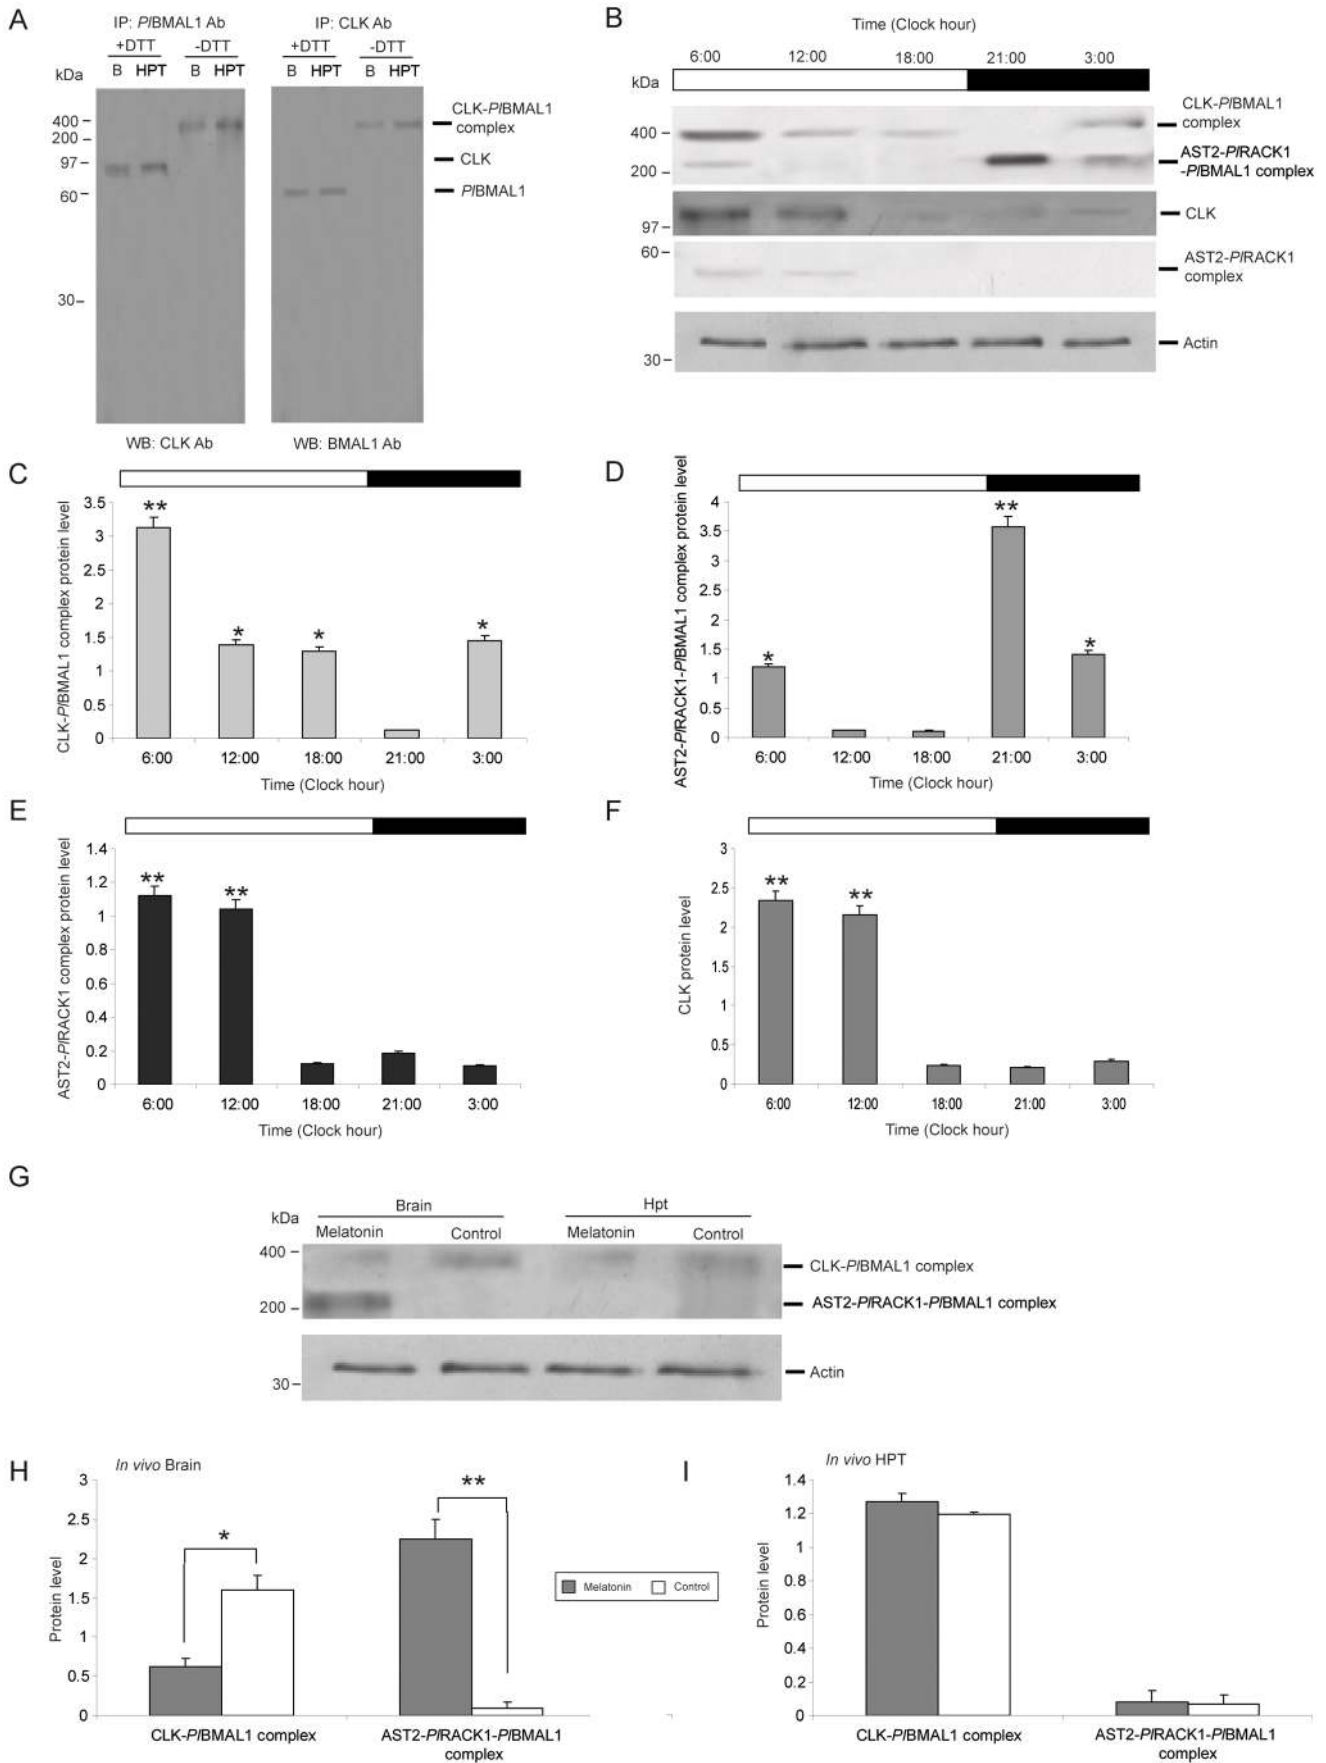 A
IP: PlBMAL1 Ab
IP: CLK Ab
+DTT
-DTT
+DTT
-DTT
kDa
B
HPT
B
HPT
B
HPT
B
HPT
400
200
97
60
30
CLK-PlBMAL1
complex
CLK
PlBMAL1
WB: CLK Ab
WB: BMAL1 Ab
B
Time (Clock hour)
6:00
12:00
18:00
21:00
3:00
kDa
400
200
97
60
30
CLK-PlBMAL1
complex
AST2-PlRACK1
-PlBMAL1 complex
CLK
AST2-PlRACK1
complex
Actin
C
CLK-PlBMAL1 complex protein level
3.5
3
2.5
2
1.5
1
0.5
0
**
*
*
*
6:00
12:00
18:00
21:00
3:00
Time (Clock hour)
D
AST2-PlRACK1-PlBMAL1 complex protein level
4
3.5
3
2.5
2
1.5
1
0.5
0
*
**
*
6:00
12:00
18:00
21:00
3:00
Time (Clock hour)
E
AST2-PlRACK1 complex protein level
1.4
1.2
1
0.8
0.6
0.4
0.2
0
**
**
6:00
12:00
18:00
21:00
3:00
Time (Clock hour)
F
CLK protein level
3
2.5
2
1.5
1
0.5
0
**
**
6:00
12:00
18:00
21:00
3:00
Time (Clock hour)
G
Brain
Hpt
kDa
Melatonin
Control
Melatonin
Control
400
200
30
CLK-PlBMAL1 complex
AST2-PlRACK1-PlBMAL1 complex
Actin
H
In vivo Brain
Protein level
3
2.5
2
1.5
1
0.5
0
*
**
CLK-PlBMAL1 complex
AST2-PlRACK1-PlBMAL1
complex
Melatonin
Control
I
In vivo HPT
Protein level
1.4
1.2
1
0.8
0.6
0.4
0.2
0
CLK-PlBMAL1 complex
AST2-PlRACK1-PlBMAL1
complex